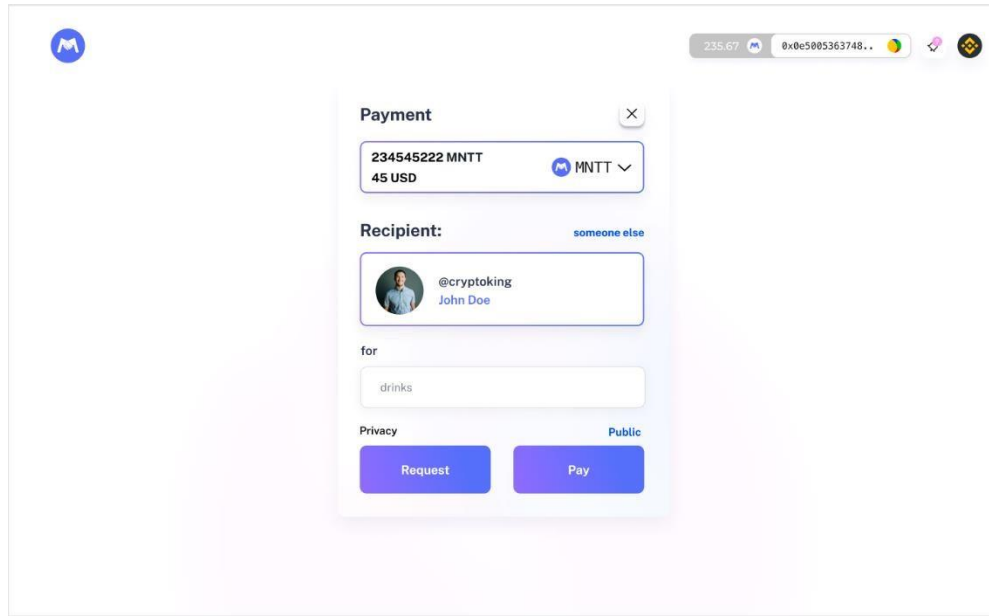 235.67 0x0e5005363748..
Payment
234545222 MNTT
45 USD
MNTT
Recipient:
someone else
@cryptoking
John Doe
for
drinks
Privacy
Public
Request
Pay